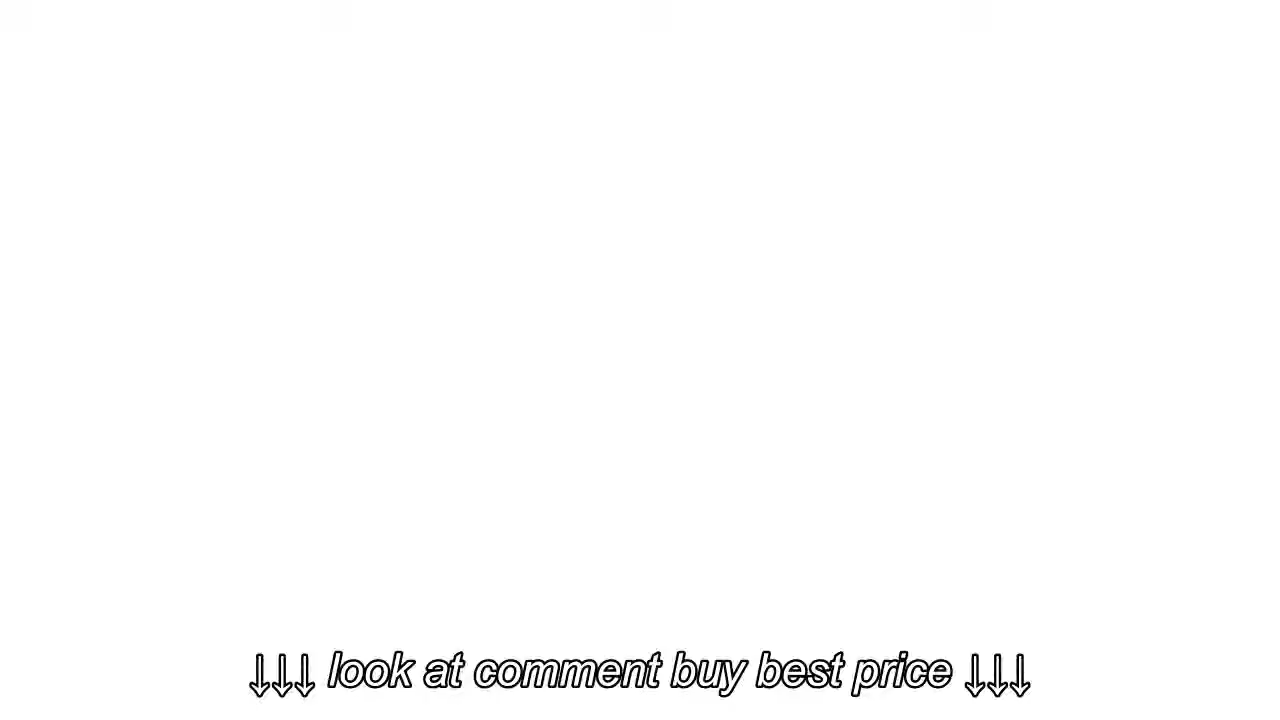 ↓↓↓ look at comment buy best price ↓↓↓